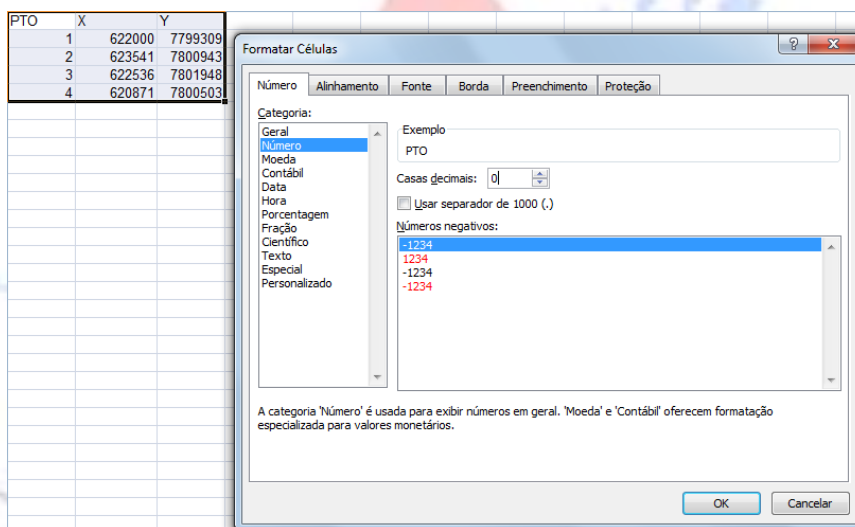 PTO X Y
1 622000 7799309
2 623541 7800943
3 622536 7801948
4 620871 7800503
Formatar Células
Número Alinhamento Fonte Borda Preenchimento Proteção
Categoria:
Geral
Número
Moeda
Contábil
Data
Hora
Porcentagem
Fração
Científico
Texto
Especial
Personalizado
Exemplo
PTO
Casas decimais: 0
Usar separador de 1000 (.)
Números negativos:
-1234
1234
-1234
-1234
A categoria 'Número' é usada para exibir números em geral. 'Moeda' e 'Contábil' oferecem formatação
especializada para valores monetários.
OK Cancelar